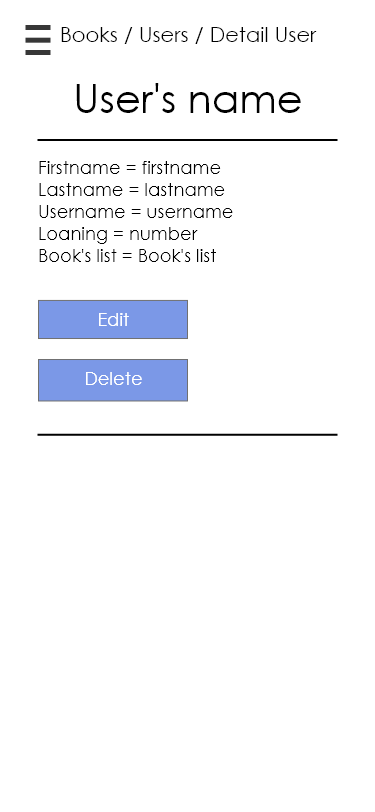 Books / Users / Detail User
User's name
Firstname = firstname
Lastname = lastname
Username = username
Loaning = number
Book's list = Book's list
Edit
Delete